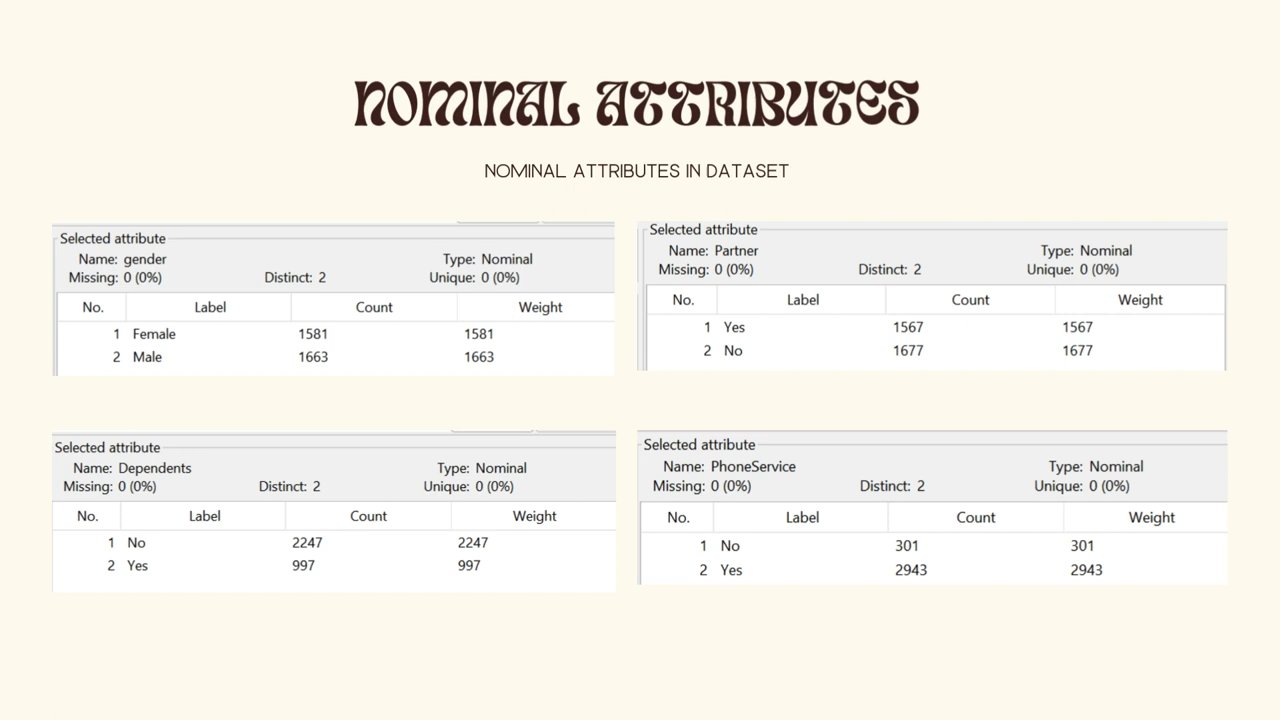 NOMINAL ATTRIBUTES
NOMINAL ATTRIBUTES IN DATASET
Selected attribute
Name: gender Type: Nominal
Missing: 0 (0%) Distinct: 2 Unique: 0 (0%)
No. Label Count Weight
1 Female 1581 1581
2 Male 1663 1663
Selected attribute
Name: Partner Type: Nominal
Missing: 0 (0%) Distinct: 2 Unique: 0 (0%)
No. Label Count Weight
1 Yes 1567 1567
2 No 1677 1677
Selected attribute
Name: Dependents Type: Nominal
Missing: 0 (0%) Distinct: 2 Unique: 0 (0%)
No. Label Count Weight
1 No 2247 2247
2 Yes 997 997
Selected attribute
Name: PhoneService Type: Nominal
Missing: 0 (0%) Distinct: 2 Unique: 0 (0%)
No. Label Count Weight
1 No 301 301
2 Yes 2943 2943